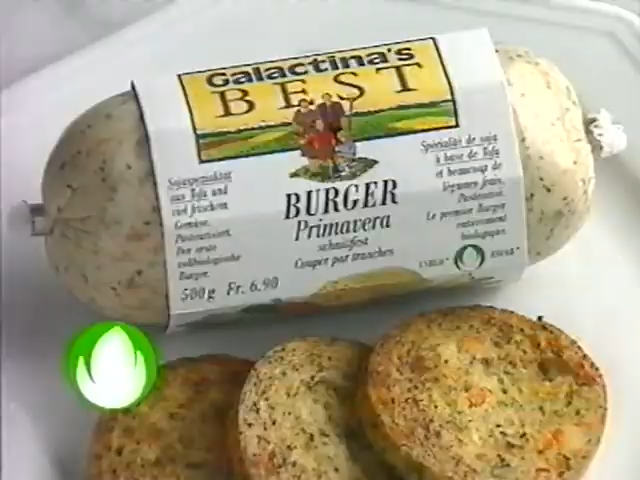 Galactina's
BEST
BURGER
Primavera
schnittfest
Couper par tranches
500g Fr. 6.90
Sojaspezialität
aus Tofu und
viel frischem
Gemüse.
Pasteurisiert.
Der erste
vollbiologische
Burger.
Spécialité de soja
à base de Tofu
et beaucoup de
légumes frais.
Pasteurisé.
Le premier Burger
entièrement
biologique.